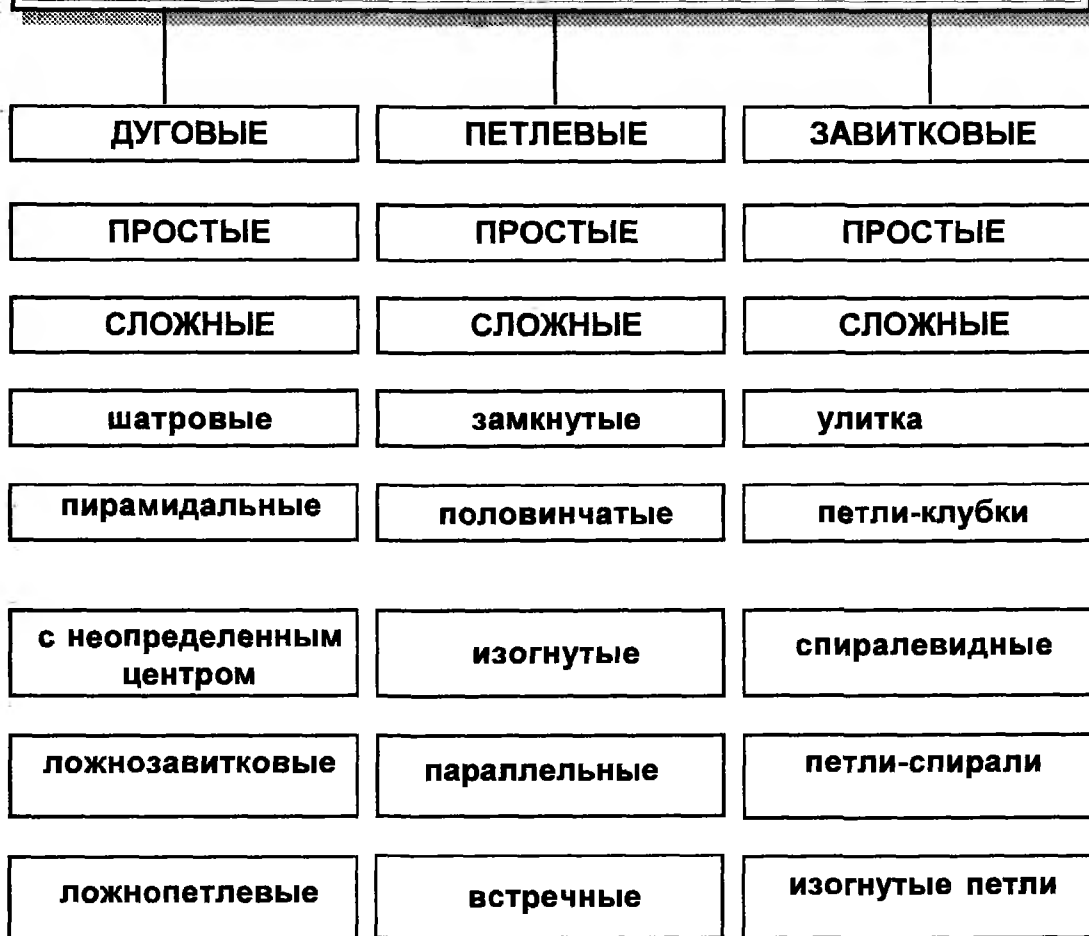 ДУГОВЫЕ
ПЕТЛЕВЫЕ
ЗАВИТКОВЫЕ
ПРОСТЫЕ
ПРОСТЫЕ
ПРОСТЫЕ
СЛОЖНЫЕ
СЛОЖНЫЕ
СЛОЖНЫЕ
шатровые
замкнутые
улитка
пирамидальные
половинчатые
петли-клубки
с неопределенным
центром
изогнутые
спиралевидные
ложнозавитковые
параллельные
петли-спирали
ложнопетлевые
встречные
изогнутые петли